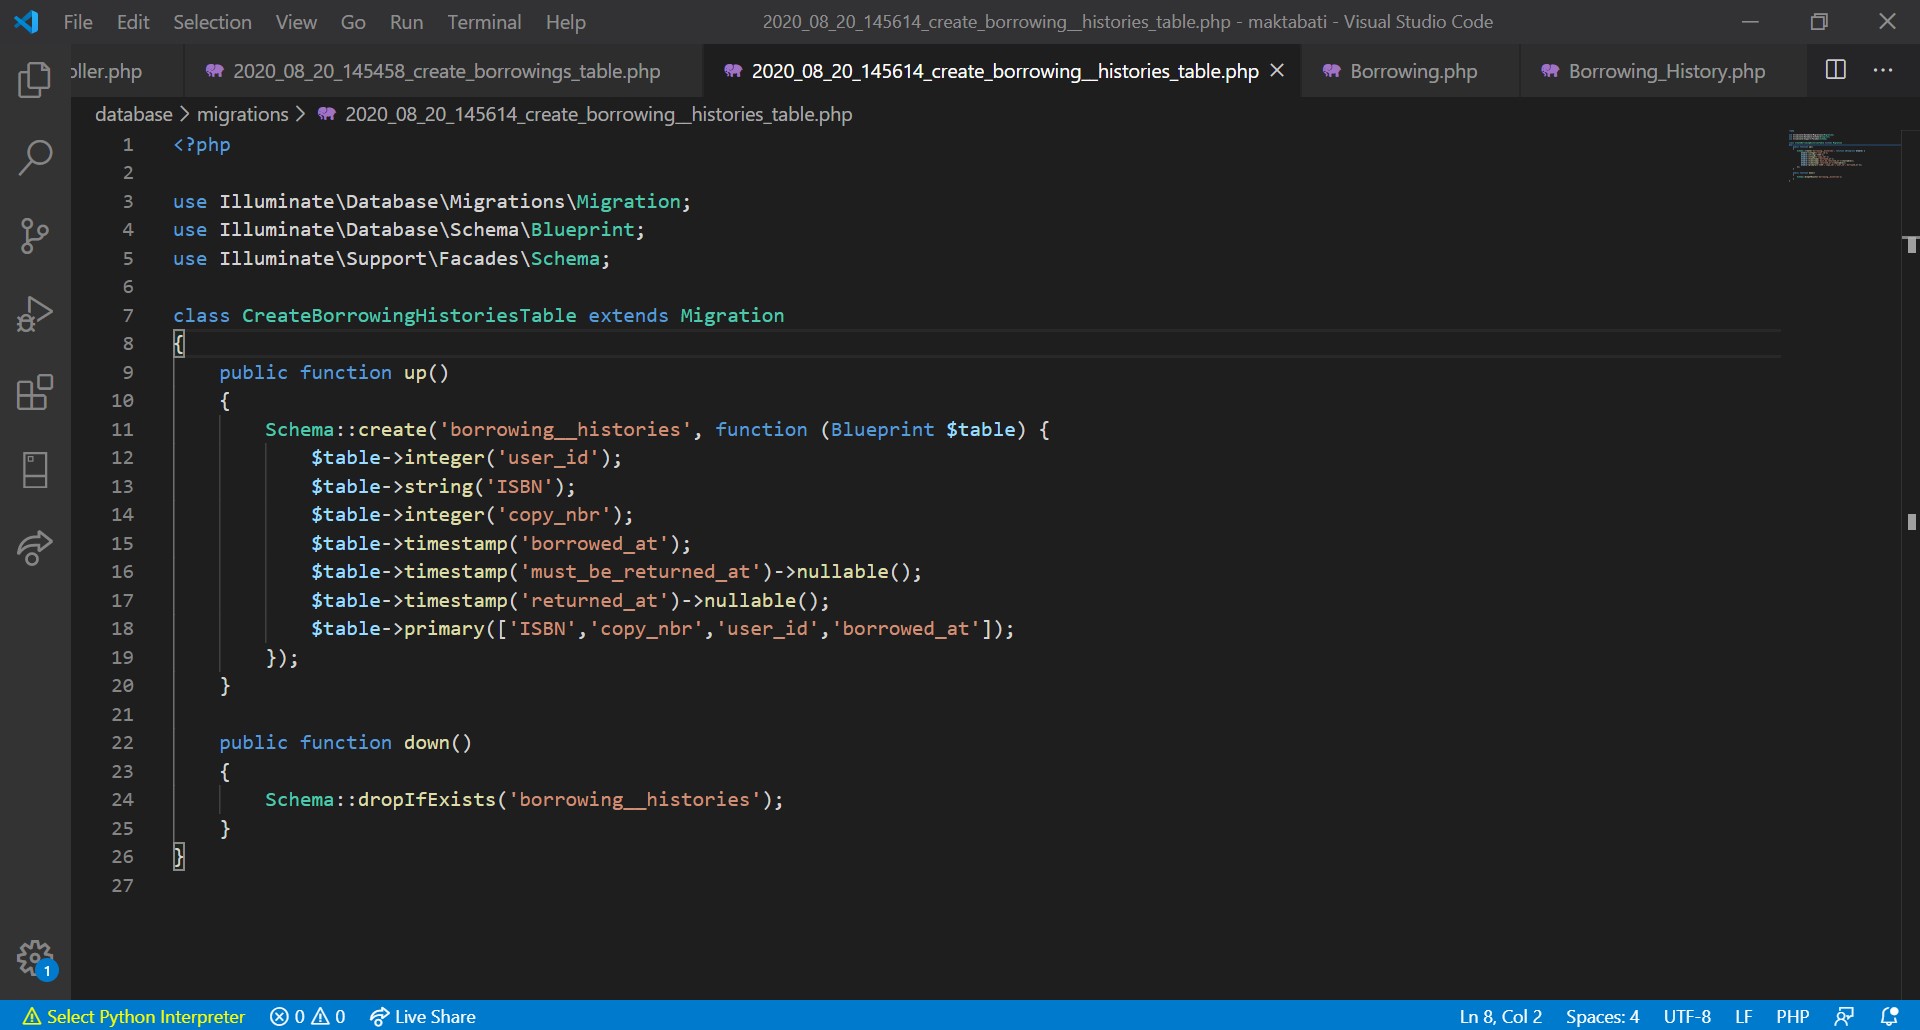 File Edit Selection View Go Run Terminal Help 2020_08_20_145614_create_borrowing__histories_table.php - maktabati - Visual Studio Code
oller.php 2020_08_20_145458_create_borrowings_table.php 2020_08_20_145614_create_borrowing__histories_table.php Borrowing.php Borrowing_History.php
database > migrations > 2020_08_20_145614_create_borrowing__histories_table.php
1 <?php
2
3 use Illuminate\Database\Migrations\Migration;
4 use Illuminate\Database\Schema\Blueprint;
5 use Illuminate\Support\Facades\Schema;
6
7 class CreateBorrowingHistoriesTable extends Migration
8 {
9     public function up()
10     {
11         Schema::create('borrowing__histories', function (Blueprint $table) {
12             $table->integer('user_id');
13             $table->string('ISBN');
14             $table->integer('copy_nbr');
15             $table->timestamp('borrowed_at');
16             $table->timestamp('must_be_returned_at')->nullable();
17             $table->timestamp('returned_at')->nullable();
18             $table->primary(['ISBN','copy_nbr','user_id','borrowed_at']);
19         });
20     }
21
22     public function down()
23     {
24         Schema::dropIfExists('borrowing__histories');
25     }
26 }
27
1
Select Python Interpreter 0 0 Live Share Ln 8, Col 2 Spaces: 4 UTF-8 LF PHP